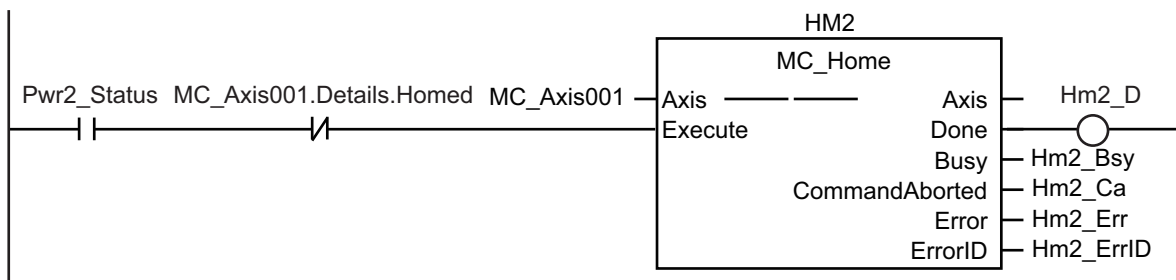 HM2
MC_Home
Pwr2_Status MC_Axis001.Details.Homed MC_Axis001 Axis Axis Hm2_D
Execute Done
Busy Hm2_Bsy
CommandAborted Hm2_Ca
Error Hm2_Err
ErrorID Hm2_ErrID